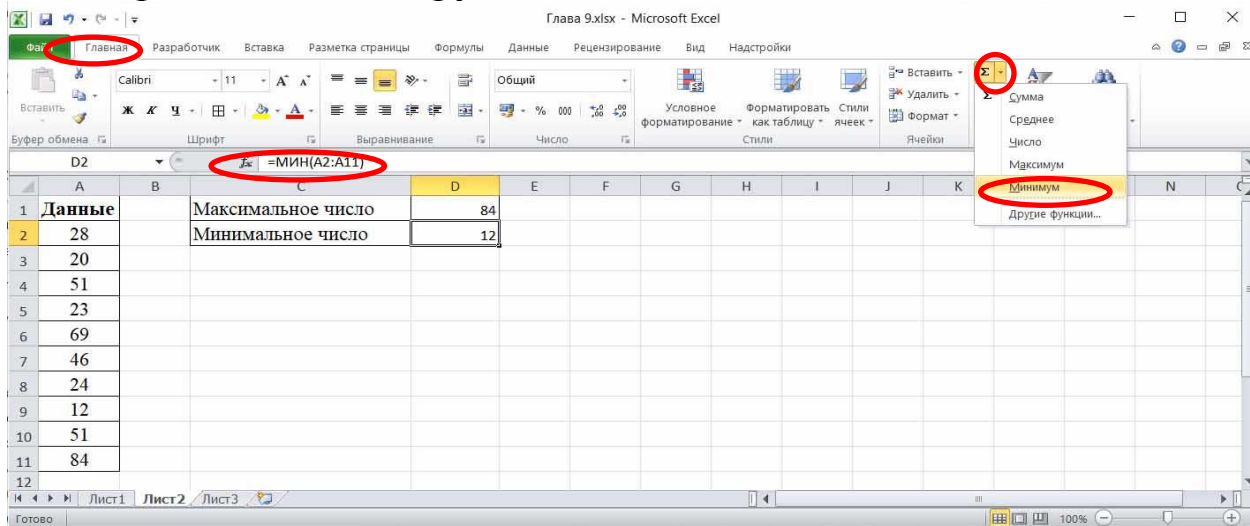 Глава 9.xlsx - Microsoft Excel
Файл Главная Разработчик Вставка Разметка страницы Формулы Данные Рецензирование Вид Надстройки
Вставить
Calibri 11 А А
Ж К Ч
Общий
% 000
Условное форматирование
Форматировать как таблицу
Стили ячеек
Вставить
Удалить
Формат
Σ
Буфер обмена Шрифт Выравнивание Число Стили Ячейки
Сумма
Среднее
Число
Максимум
Минимум
Другие функции...
D2 fx =МИН(A2:A11)
A B C D E F G H I J K N
1 Данные Максимальное число 84
2 28 Минимальное число 12
3 20
4 51
5 23
6 69
7 46
8 24
9 12
10 51
11 84
12
Лист1 Лист2 Лист3
Готово 100%